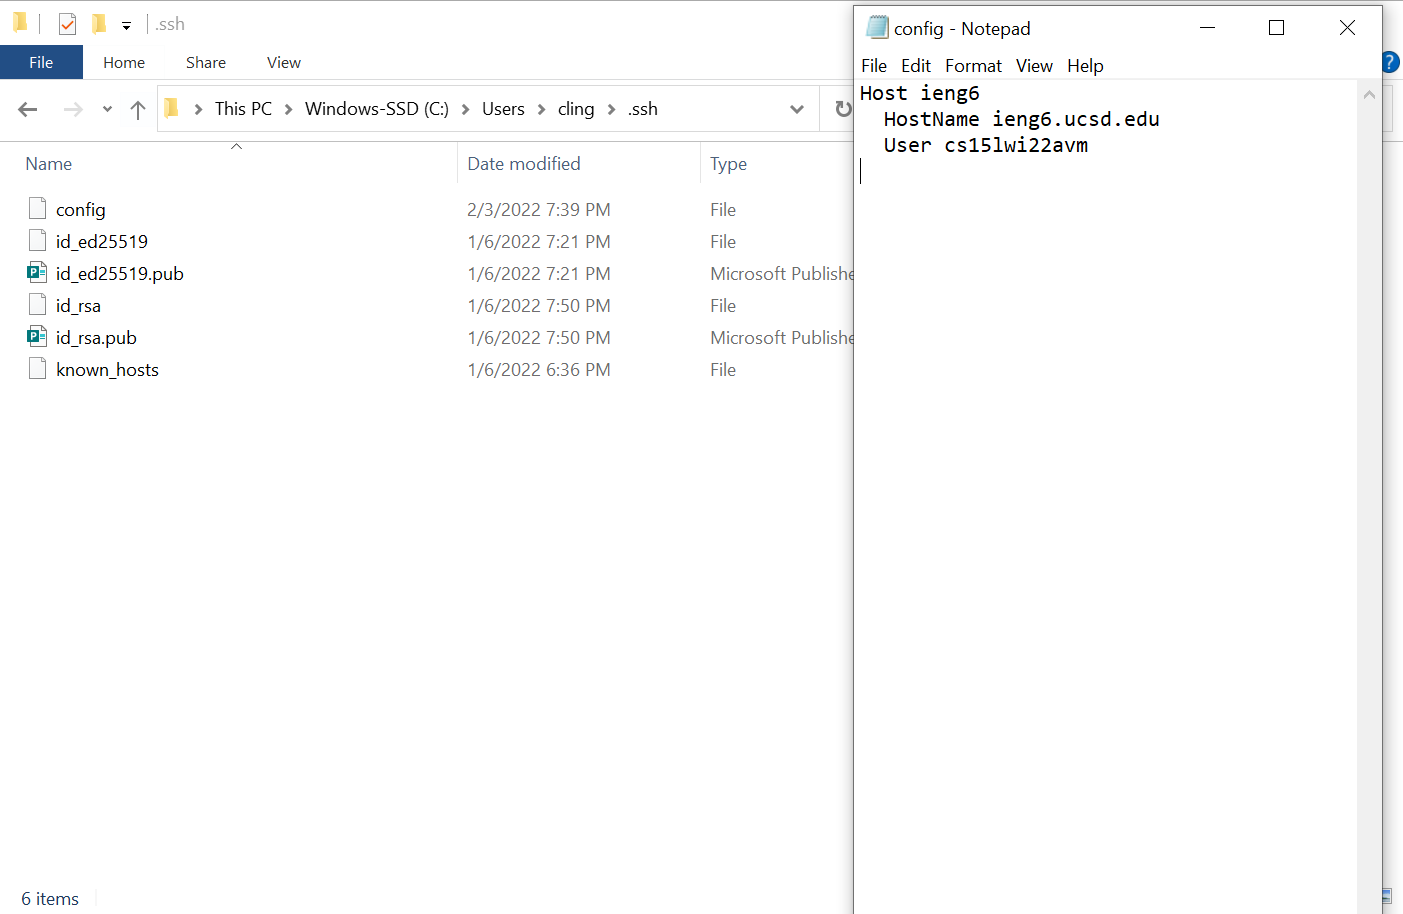 .ssh
File Home Share View
This PC Windows-SSD (C:) Users cling .ssh
Name Date modified Type
config 2/3/2022 7:39 PM File
id_ed25519 1/6/2022 7:21 PM File
id_ed25519.pub 1/6/2022 7:21 PM Microsoft Publishe
id_rsa 1/6/2022 7:50 PM File
id_rsa.pub 1/6/2022 7:50 PM Microsoft Publishe
known_hosts 1/6/2022 6:36 PM File
6 items
config - Notepad
File Edit Format View Help
Host ieng6
HostName ieng6.ucsd.edu
User cs15lwi22avm